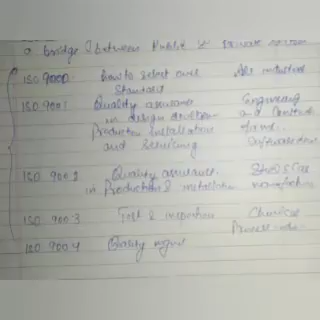 a bridge between Public & Private sector
ISO 9000 How to select our All industries
Standard
ISO 9001 Quality assurance Engineering
in design development and
Production Installation
and Servicing
ISO 9002 Quality assurance Steel &
in Production & installation
ISO 9003 Test & inspection Chemical
Process
ISO 9004 Quality mgmt